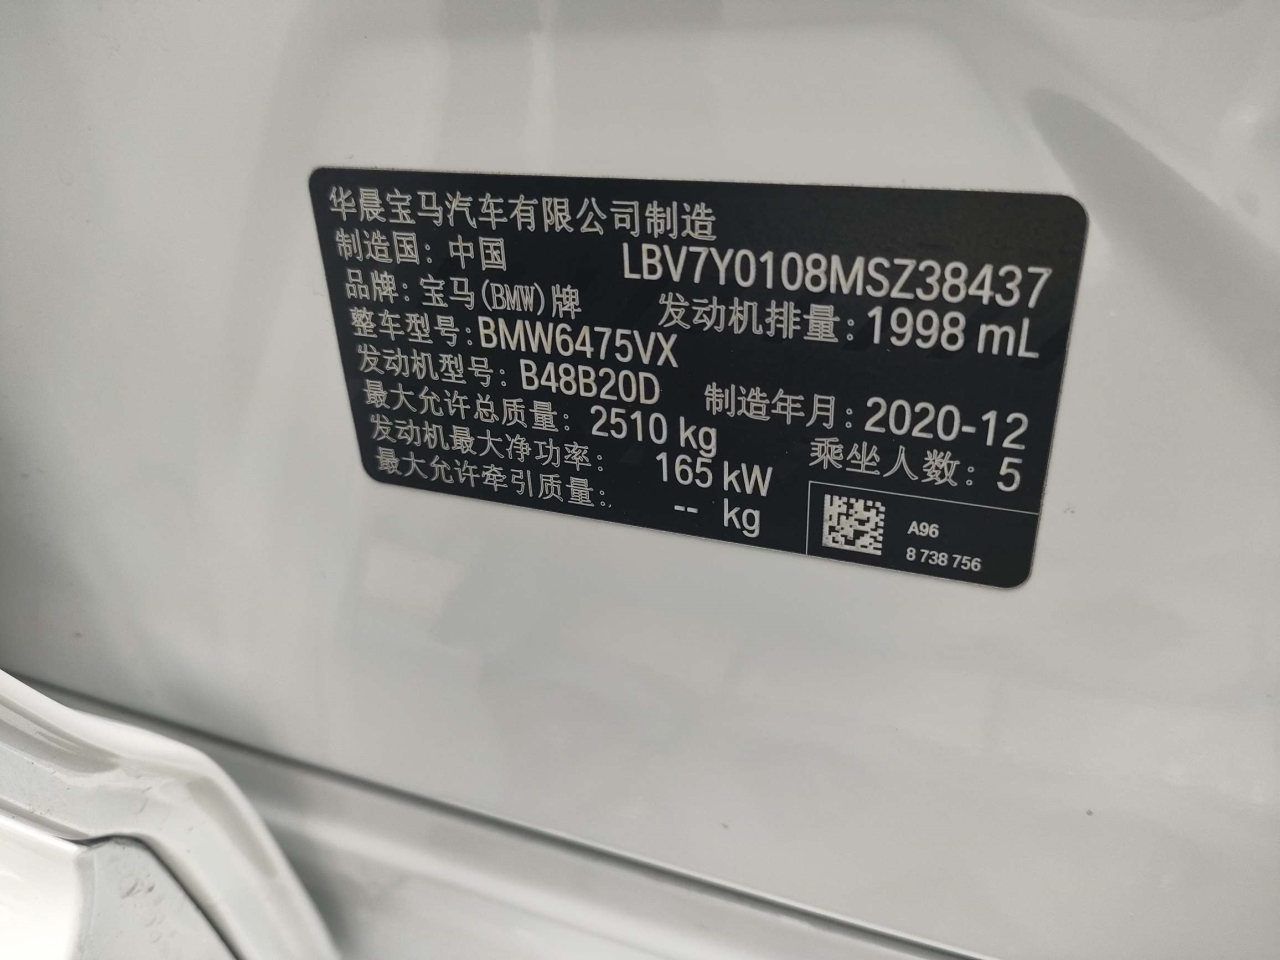 华晨宝马汽车有限公司制造
制造国：中国 LBV7Y0108MSZ38437
品牌：宝马(BMW)牌 发动机排量：1998 mL
整车型号：BMW6475VX
发动机型号：B48B20D 制造年月：2020-12
最大允许总质量：2510 kg 乘坐人数：5
发动机最大净功率：165 kW
最大允许牵引质量：-- kg
A96
8 738 756